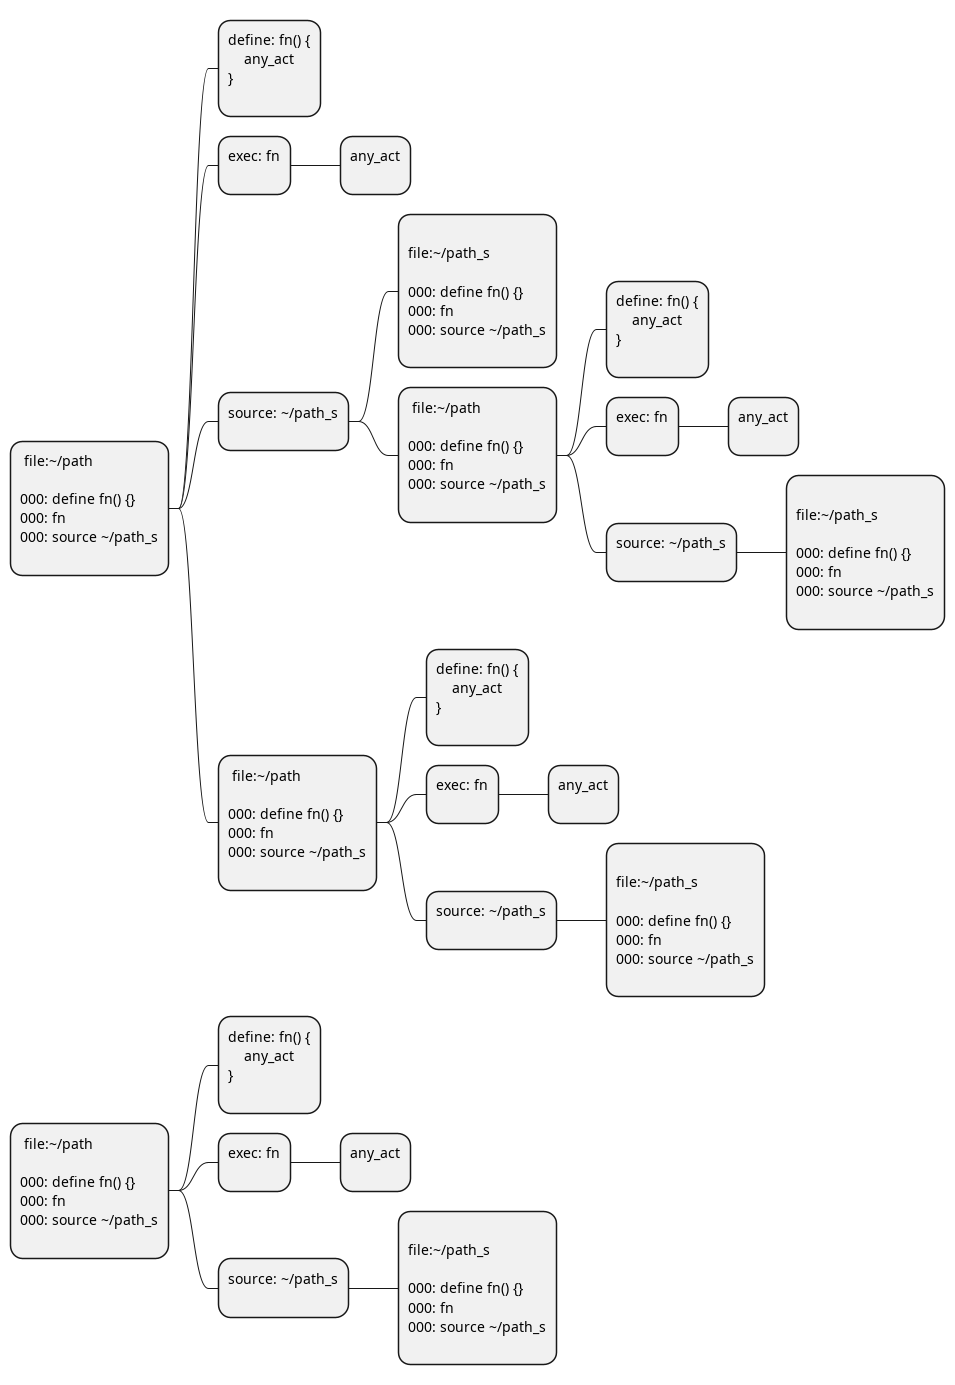 define: fn() {
any_act
}
exec: fn
any_act
file:~/path_s
000: define fn() {}
000: fn
000: source ~/path_s
define: fn() {
any_act
}
exec: fn
any_act
source: ~/path_s
file:~/path
000: define fn() {}
000: fn
000: source ~/path_s
file:~/path
000: define fn() {}
000: fn
000: source ~/path_s
source: ~/path_s
file:~/path_s
000: define fn() {}
000: fn
000: source ~/path_s
define: fn() {
any_act
}
file:~/path
000: define fn() {}
000: fn
000: source ~/path_s
exec: fn
any_act
source: ~/path_s
file:~/path_s
000: define fn() {}
000: fn
000: source ~/path_s
define: fn() {
any_act
}
file:~/path
000: define fn() {}
000: fn
000: source ~/path_s
exec: fn
any_act
source: ~/path_s
file:~/path_s
000: define fn() {}
000: fn
000: source ~/path_s